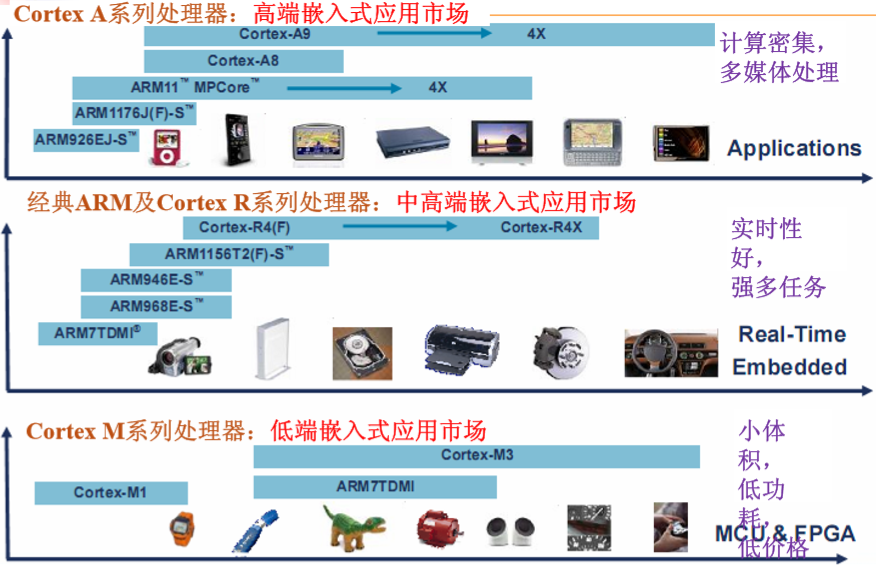 Cortex A系列处理器：高端嵌入式应用市场
Cortex-A9 4X
Cortex-A8
ARM11™ MPCore™ 4X
ARM1176J(F)-S™
ARM926EJ-S™
计算密集，
多媒体处理
Applications
经典ARM及Cortex R系列处理器：中高端嵌入式应用市场
Cortex-R4(F) Cortex-R4X
ARM1156T2(F)-S™
ARM946E-S™
ARM968E-S™
ARM7TDMI®
实时性
好，
强多任务
Real-Time
Embedded
Cortex M系列处理器：低端嵌入式应用市场
Cortex-M3
Cortex-M1
ARM7TDMI
小体
积，
低功
耗，
低价格
MCU & FPGA